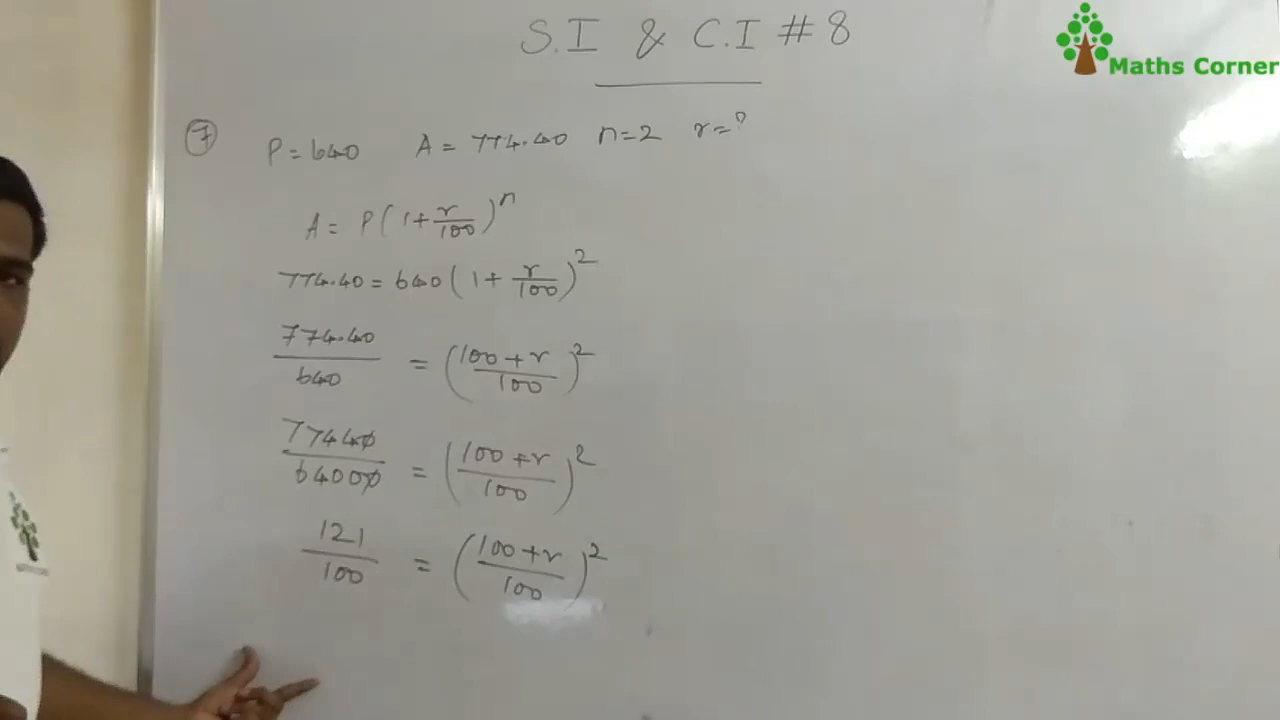 S.I & C.I # 8
Maths Corner
7 P = 640 A = 774.40 n = 2 r = ?
A = P(1 + r/100)^n
774.40 = 640(1 + r/100)^2
774.40/640 = (100 + r/100)^2
77440/64000 = (100 + r/100)^2
121/100 = (100 + r/100)^2